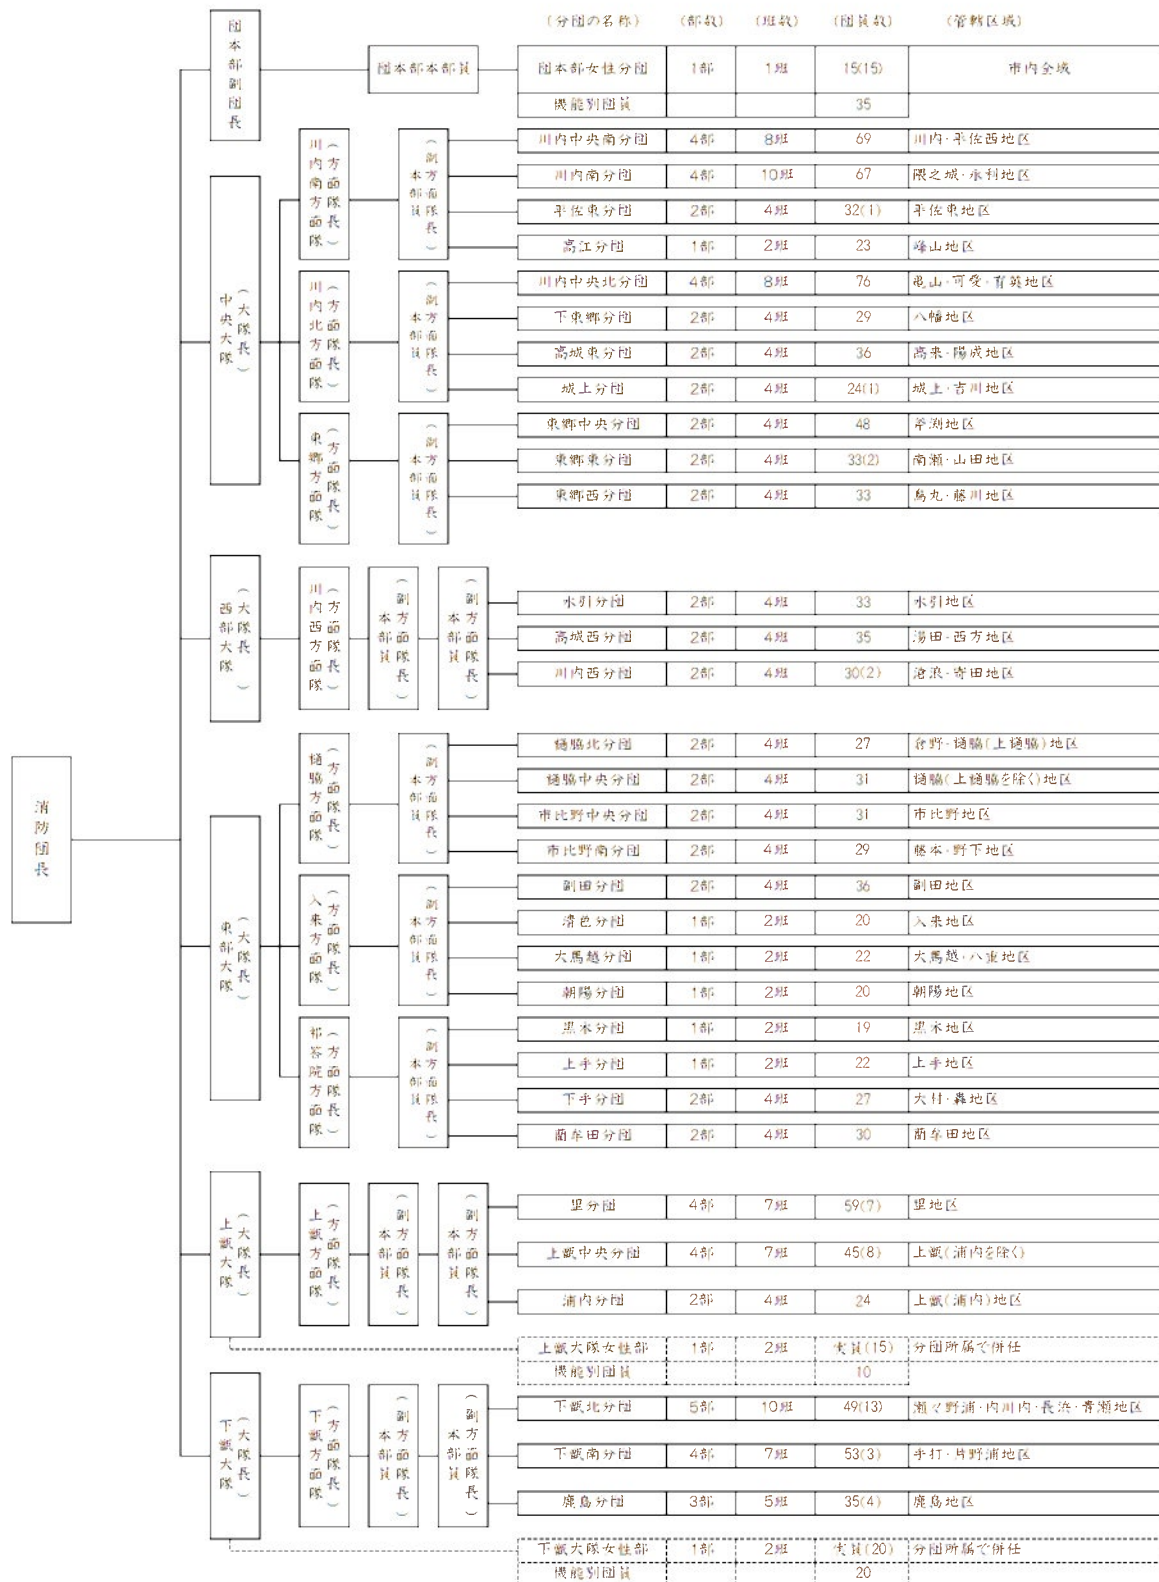 (分団の名称) (部数) (班数) (団員数) (管轄区域)
団本部副団長
団本部本部員
団本部女性分団 1部 1班 15(15) 市内全域
機能別団員 35
消防団長
中央大隊(大隊長)
川内南方面隊(方面隊長)
本部員(副方面隊長)
川内中央南分団 4部 8班 69 川内・平佐西地区
川内南分団 4部 10班 67 隈之城・永利地区
平佐東分団 2部 4班 32(1) 平佐東地区
高江分団 1部 2班 23 峰山地区
川内北方面隊(方面隊長)
本部員(副方面隊長)
川内中央北分団 4部 8班 76 亀山・可愛・育英地区
下東郷分団 2部 4班 29 八幡地区
高城東分団 2部 4班 36 高来・陽成地区
城上分団 2部 4班 24(1) 城上・吉川地区
東郷方面隊(方面隊長)
本部員(副方面隊長)
東郷中央分団 2部 4班 48 斧渕地区
東郷東分団 2部 4班 33(2) 南瀬・山田地区
東郷西分団 2部 4班 33 鳥丸・藤川地区
西部大隊(大隊長)
川内西方面隊(方面隊長)
本部員(副方面隊長)
本部員(副方面隊長)
水引分団 2部 4班 33 水引地区
高城西分団 2部 4班 35 湯田・西方地区
川内西分団 2部 4班 30(2) 滄浪・寄田地区
東部大隊(大隊長)
樋脇方面隊(方面隊長)
本部員(副方面隊長)
樋脇北分団 2部 4班 27 倉野・樋脇(上樋脇)地区
樋脇中央分団 2部 4班 31 樋脇(上樋脇を除く)地区
市比野中央分団 2部 4班 31 市比野地区
市比野南分団 2部 4班 29 藤本・野下地区
入来方面隊(方面隊長)
本部員(副方面隊長)
副田分団 2部 4班 36 副田地区
清色分団 1部 2班 20 入来地区
大馬越分団 1部 2班 22 大馬越・八重地区
朝陽分団 1部 2班 20 朝陽地区
祁答院方面隊(方面隊長)
本部員(副方面隊長)
黒木分団 1部 2班 19 黒木地区
上手分団 1部 2班 22 上手地区
下手分団 2部 4班 27 大村・轟地区
藺牟田分団 2部 4班 30 藺牟田地区
上甑大隊(大隊長)
上甑方面隊(方面隊長)
本部員(副方面隊長)
本部員(副方面隊長)
里分団 4部 7班 59(7) 里地区
上甑中央分団 4部 7班 45(8) 上甑(浦内を除く)
浦内分団 2部 4班 24 上甑(浦内)地区
上甑大隊女性部 1部 2班 実員(15) 分団所属で併任
機能別団員 10
下甑大隊(大隊長)
下甑方面隊(方面隊長)
本部員(副方面隊長)
本部員(副方面隊長)
下甑北分団 5部 10班 49(13) 瀬々野浦・内川内・長浜・青瀬地区
下甑南分団 4部 7班 53(3) 手打・片野浦地区
鹿島分団 3部 5班 35(4) 鹿島地区
下甑大隊女性部 1部 2班 実員(20) 分団所属で併任
機能別団員 20